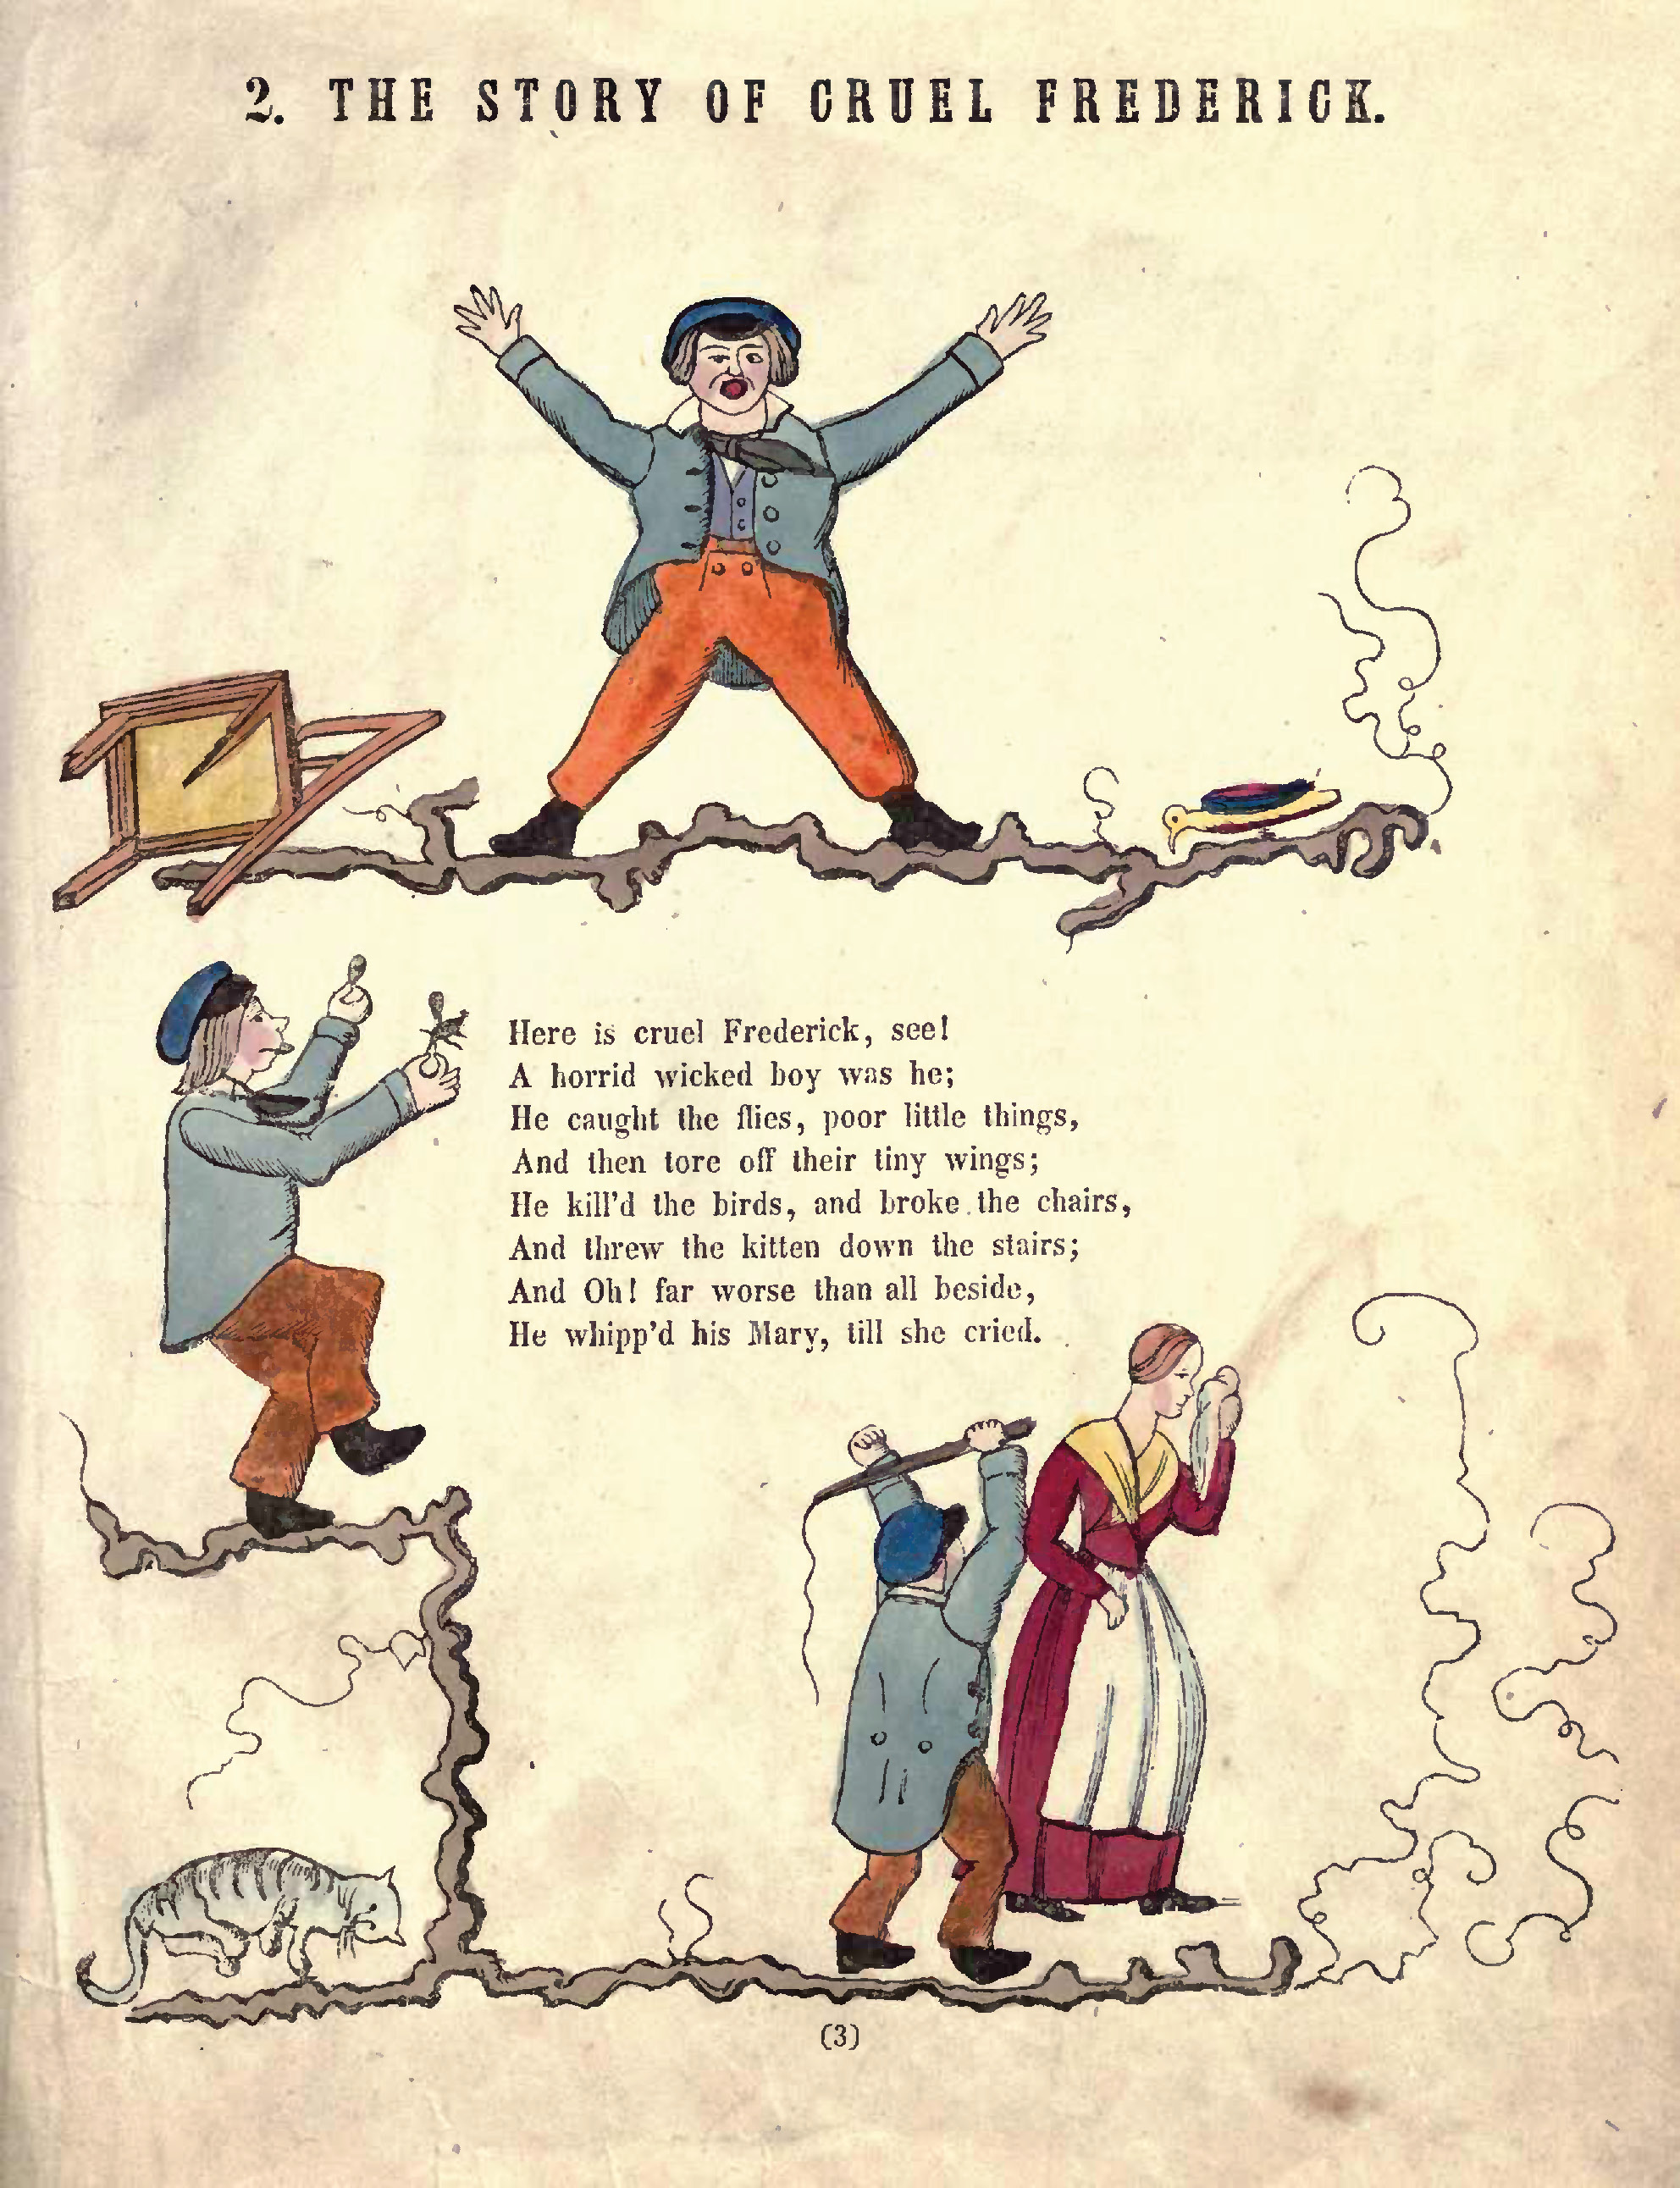 2. THE STORY OF CRUEL FREDERICK.
Here is cruel Frederick, see!
A horrid wicked boy was he;
He caught the flies, poor little things,
And then tore off their tiny wings;
He kill'd the birds, and broke the chairs,
And threw the kitten down the stairs;
And Oh! far worse than all beside,
He whipp'd his Mary, till she cried.
(3)